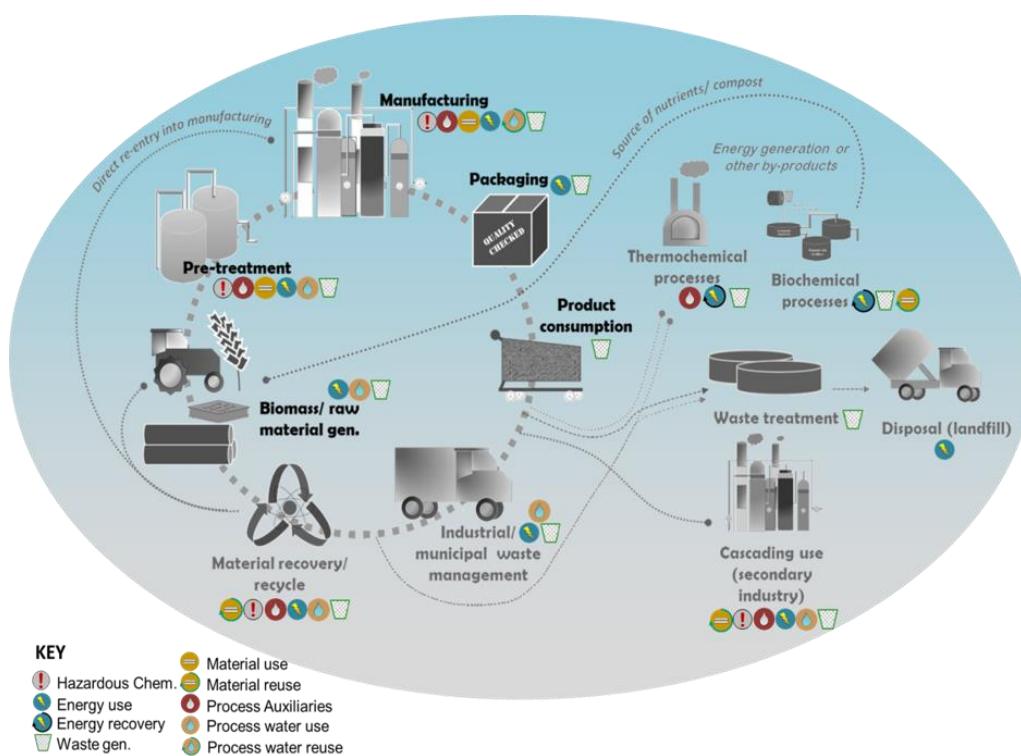 Manufacturing
Direct re-entry into manufacturing
Source of nutrients/ compost
Energy generation or
other by-products
Packaging
QUALITY
CHECKED
Pre-treatment
Thermochemical
processes
Biochemical
processes
Product
consumption
Biomass/ raw
material gen.
Waste treatment
Disposal (landfill)
Industrial/
municipal waste
management
Material recovery/
recycle
Cascading use
(secondary
industry)
KEY
Hazardous Chem.
Energy use
Energy recovery
Waste gen.
Material use
Material reuse
Process Auxiliaries
Process water use
Process water reuse